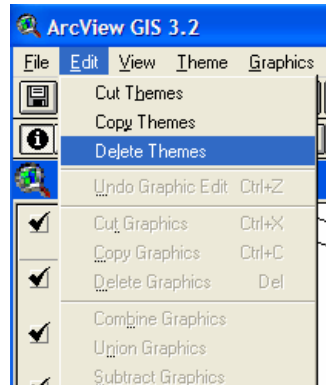 ArcView GIS 3.2
File Edit View Theme Graphics
Cut Themes
Copy Themes
Delete Themes
Undo Graphic Edit Ctrl+Z
Cut Graphics Ctrl+X
Copy Graphics Ctrl+C
Delete Graphics Del
Combine Graphics
Union Graphics
Subtract Graphics